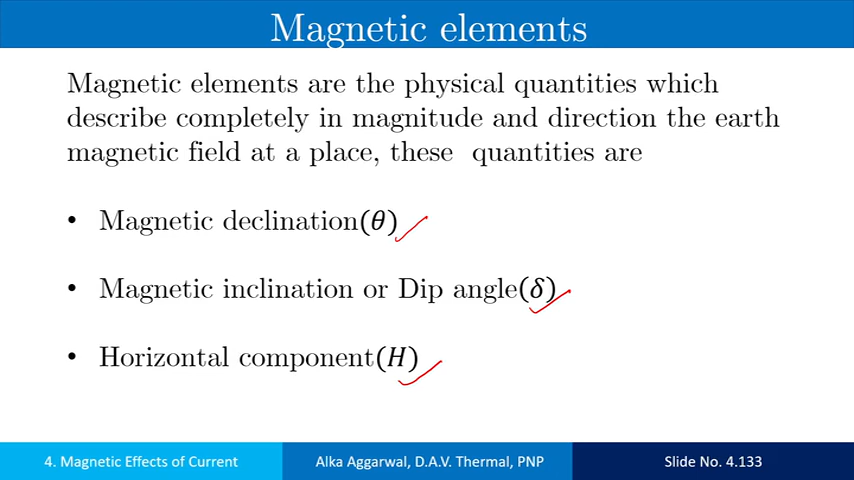 Magnetic elements
Magnetic elements are the physical quantities which
describe completely in magnitude and direction the earth
magnetic field at a place, these quantities are
• Magnetic declination(θ)
• Magnetic inclination or Dip angle(δ)
• Horizontal component(H)
4. Magnetic Effects of Current
Alka Aggarwal, D.A.V. Thermal, PNP
Slide No. 4.133